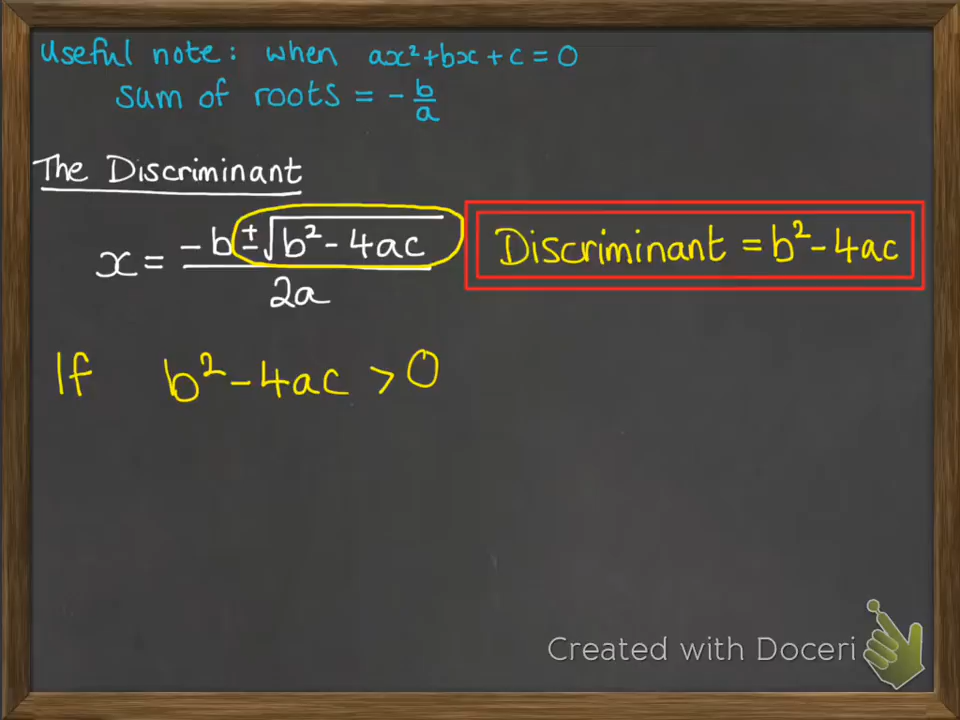 Useful note: when ax²+bx+c=0
sum of roots = -b/a
The Discriminant
x = -b±√b²-4ac / 2a
Discriminant = b²-4ac
If b²-4ac >0
Created with Doceri